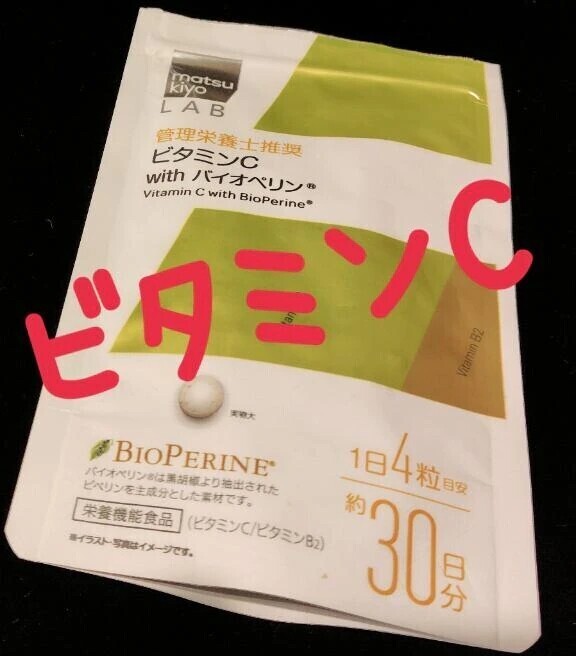 matsu
kiyo
LAB
管理栄養士推奨
ビタミンC
with バイオペリン®
Vitamin C with BioPerine®
ビタミンC
Vitamin B2
実物大
BIOPERINE®
バイオペリン®は黒胡椒より抽出された
ピペリンを主成分とした素材です。
栄養機能食品 (ビタミンC/ビタミンB2)
※イラスト・写真はイメージです。
1日4粒目安
約30日分